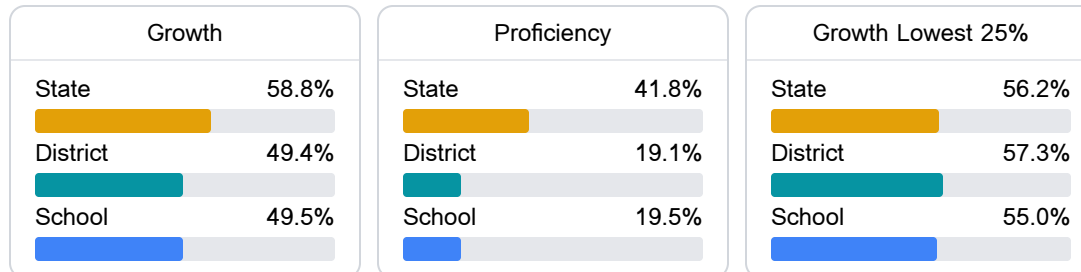 Growth
State 58.8%
District 49.4%
School 49.5%
Proficiency
State 41.8%
District 19.1%
School 19.5%
Growth Lowest 25%
State 56.2%
District 57.3%
School 55.0%